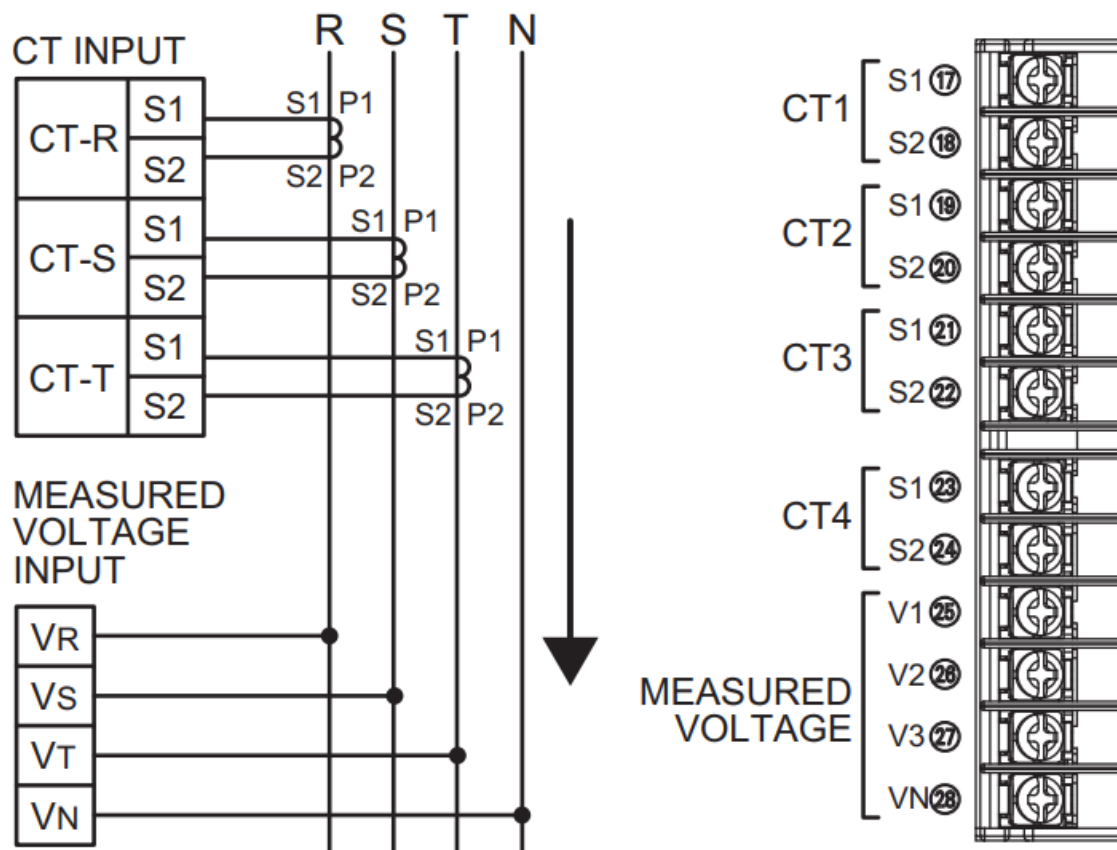 R S T N
CT INPUT
CT-R
S1
S2
S1 P1
S2 P2
CT-S
S1
S2
S1 P1
S2 P2
CT-T
S1
S2
S1 P1
S2 P2
MEASURED
VOLTAGE
INPUT
VR
VS
VT
VN
CT1
S1 ⑰
S2 ⑱
CT2
S1 ⑲
S2 ⑳
CT3
S1 ㉑
S2 ㉒
CT4
S1 ㉓
S2 ㉔
MEASURED
VOLTAGE
V1 ㉕
V2 ㉖
V3 ㉗
VN ㉘